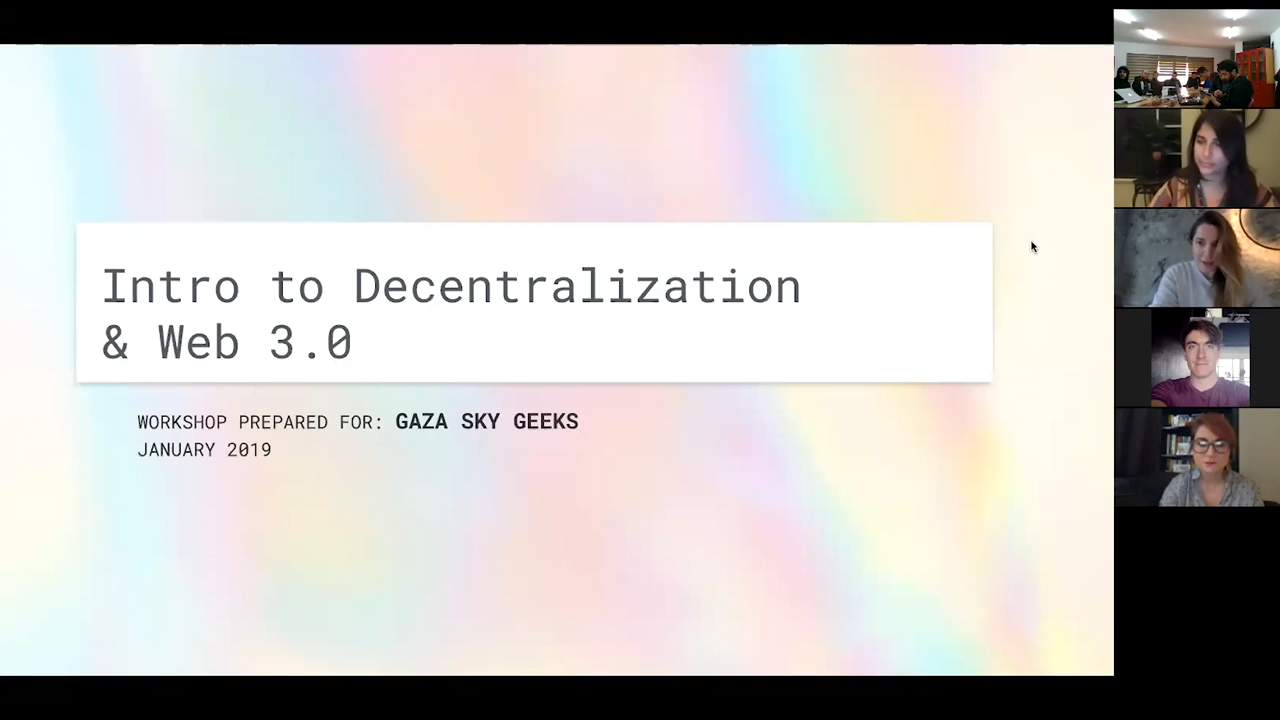 Intro to Decentralization
& Web 3.0
WORKSHOP PREPARED FOR: GAZA SKY GEEKS
JANUARY 2019